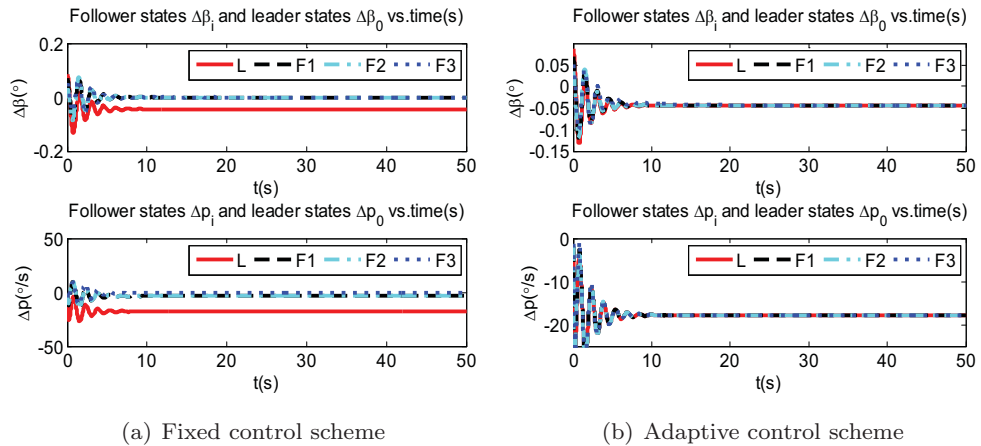 Follower states Δβi and leader states Δβ0 vs.time(s)
0.2
0
-0.2
Δβ(°)
L F1 F2 F3
0 10 20 30 40 50
t(s)
Follower states Δpi and leader states Δp0 vs.time(s)
50
0
-50
Δp(°/s)
L F1 F2 F3
0 10 20 30 40 50
t(s)
(a) Fixed control scheme
Follower states Δβi and leader states Δβ0 vs.time(s)
0.05
0
-0.05
-0.1
-0.15
Δβ(°)
L F1 F2 F3
0 10 20 30 40 50
t(s)
Follower states Δpi and leader states Δp0 vs.time(s)
0
-10
-20
Δp(°/s)
L F1 F2 F3
0 10 20 30 40 50
t(s)
(b) Adaptive control scheme